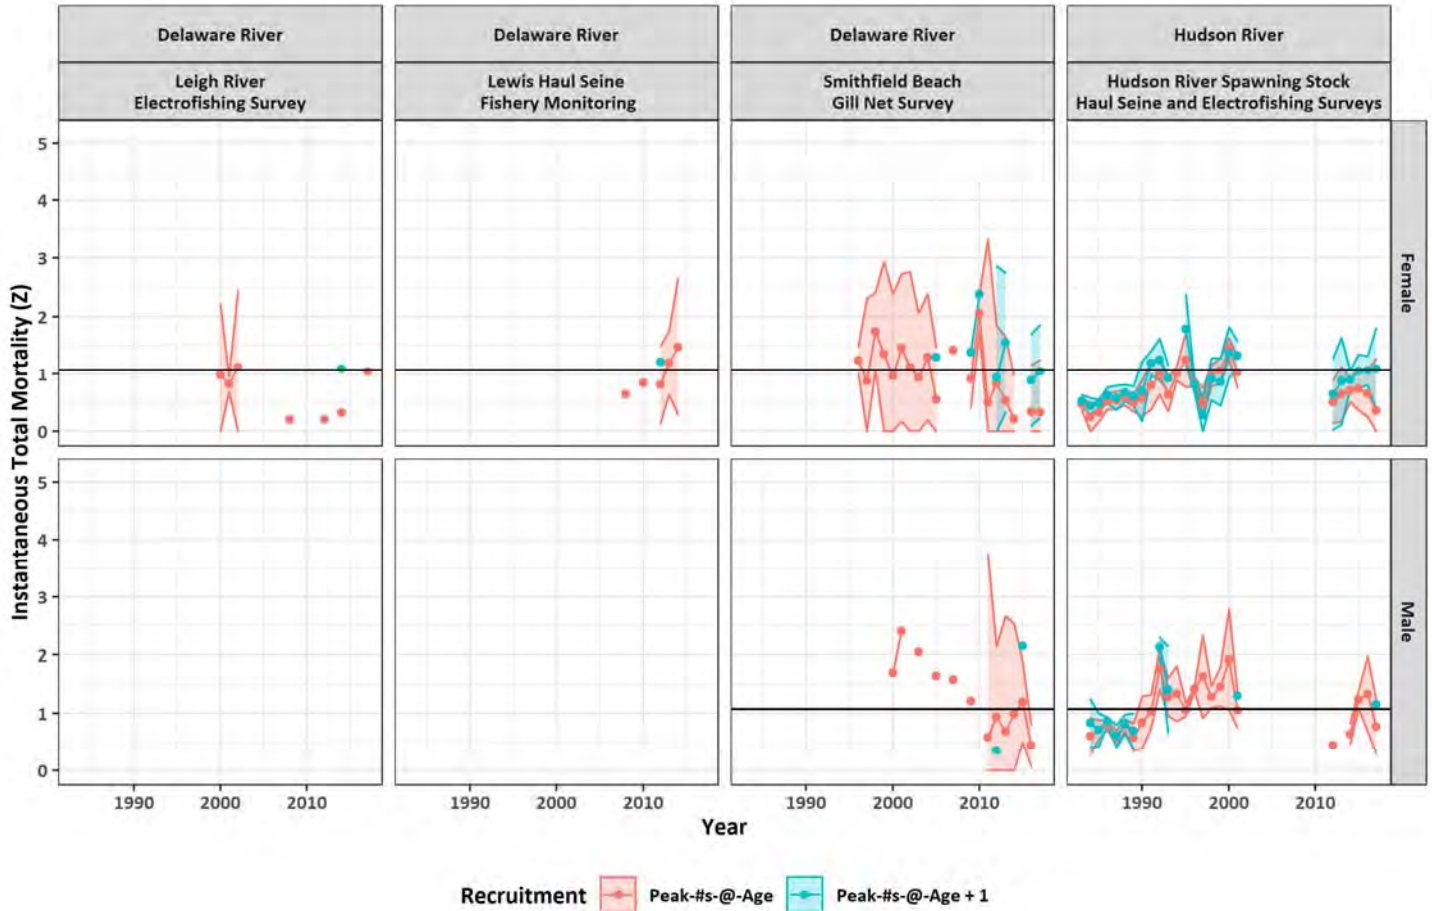 Delaware River
Delaware River
Delaware River
Hudson River
Leigh River
Electrofishing Survey
Lewis Haul Seine
Fishery Monitoring
Smithfield Beach
Gill Net Survey
Hudson River Spawning Stock
Haul Seine and Electrofishing Surveys
Instantaneous Total Mortality (Z)
5
4
3
2
1
0
Female
5
4
3
2
1
0
Male
1990 2000 2010
1990 2000 2010
1990 2000 2010
1990 2000 2010
Year
Recruitment Peak-#s-@-Age Peak-#s-@-Age + 1